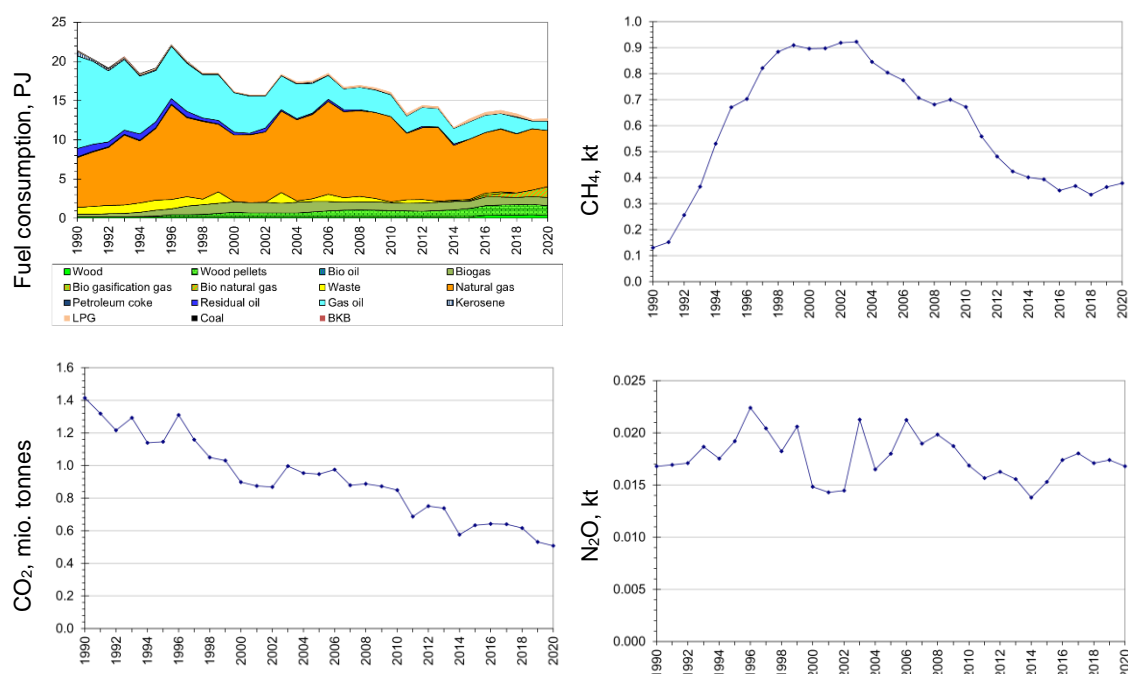 Fuel consumption, PJ
25
20
15
10
5
0
1990 1992 1994 1996 1998 2000 2002 2004 2006 2008 2010 2012 2014 2016 2018 2020
Wood Wood pellets Bio oil Biogas
Bio gasification gas Bio natural gas Waste Natural gas
Petroleum coke Residual oil Gas oil Kerosene
LPG Coal BKB
CH4, kt
1.0
0.9
0.8
0.7
0.6
0.5
0.4
0.3
0.2
0.1
0.0
1990 1992 1994 1996 1998 2000 2002 2004 2006 2008 2010 2012 2014 2016 2018 2020
CO2, mio. tonnes
1.6
1.4
1.2
1.0
0.8
0.6
0.4
0.2
0.0
1990 1992 1994 1996 1998 2000 2002 2004 2006 2008 2010 2012 2014 2016 2018 2020
N2O, kt
0.025
0.020
0.015
0.010
0.005
0.000
1990 1992 1994 1996 1998 2000 2002 2004 2006 2008 2010 2012 2014 2016 2018 2020